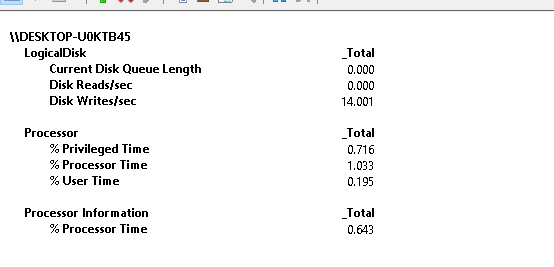 \\DESKTOP-U0KTB45
LogicalDisk _Total
Current Disk Queue Length 0.000
Disk Reads/sec 0.000
Disk Writes/sec 14.001
Processor _Total
% Privileged Time 0.716
% Processor Time 1.033
% User Time 0.195
Processor Information _Total
% Processor Time 0.643